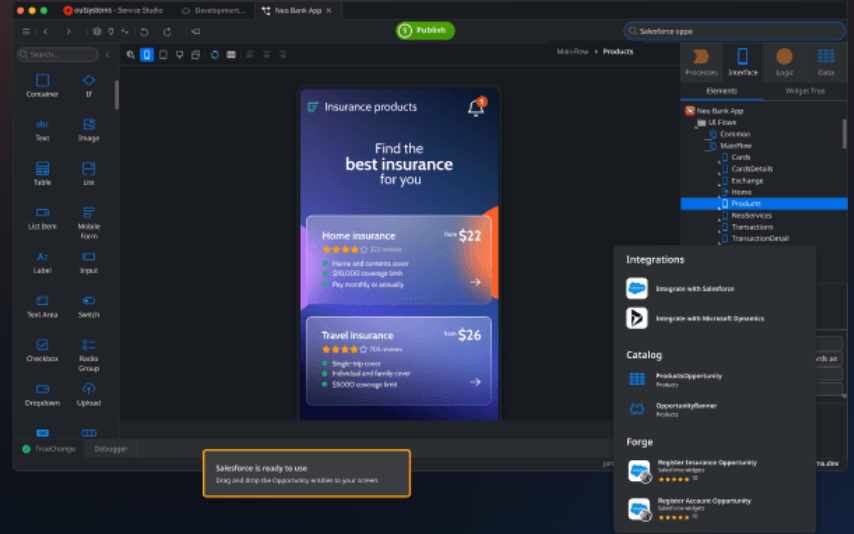 outsystems - Service Studio
Development...
Neo Bank App
1 Publish
Salesforce oppo
Search...
MainFlow
Products
Processes
Interface
Logic
Data
Elements
Widget Tree
Container
If
Text
Image
Table
List
List Item
Mobile
Form
Label
Input
Text Area
Switch
Checkbox
Radio
Group
Dropdown
Upload
Insurance products
1
Find the
best insurance
for you
Home insurance
from $22
reviews
Home and contents cover
$10,000 coverage limit
Pay monthly or annually
Travel insurance
from $26
reviews
Single-trip cover
Individual and family cover
$5000 coverage limit
Neo Bank App
UI Flows
Common
MainFlow
Cards
CardsDetails
Exchange
Home
Products
NeoServices
Transactions
TransactionDetail
Integrations
Integrate with Salesforce
Integrate with Microsoft Dynamics
Catalog
ProductsOpportunity
Products
OpportunityBanner
Products
Forge
Register Insurance Opportunity
Salesforce widgets
Register Account Opportunity
Salesforce widgets
TrueChange
Debugger
Salesforce is ready to use
Drag and drop the Opportunity entities to your screen.